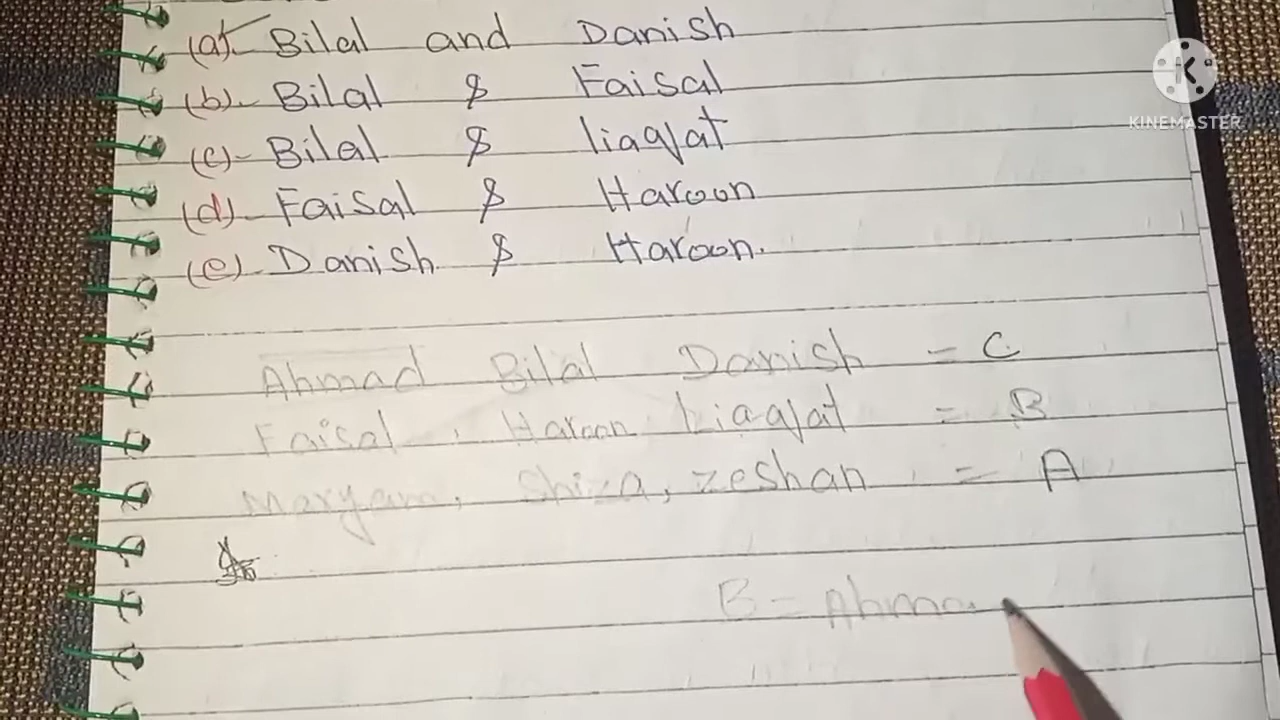 (a). Bilal and Danish
(b). Bilal & Faisal
(c). Bilal & liaqat
(d). Faisal & Haroon
(e). Danish & Haroon.
Ahmad Bilal Danish = C
Faisal, Haroon Liaqat = B
Maryam, Shiza, zeshan = A
B = Ahma
K
KINEMASTER